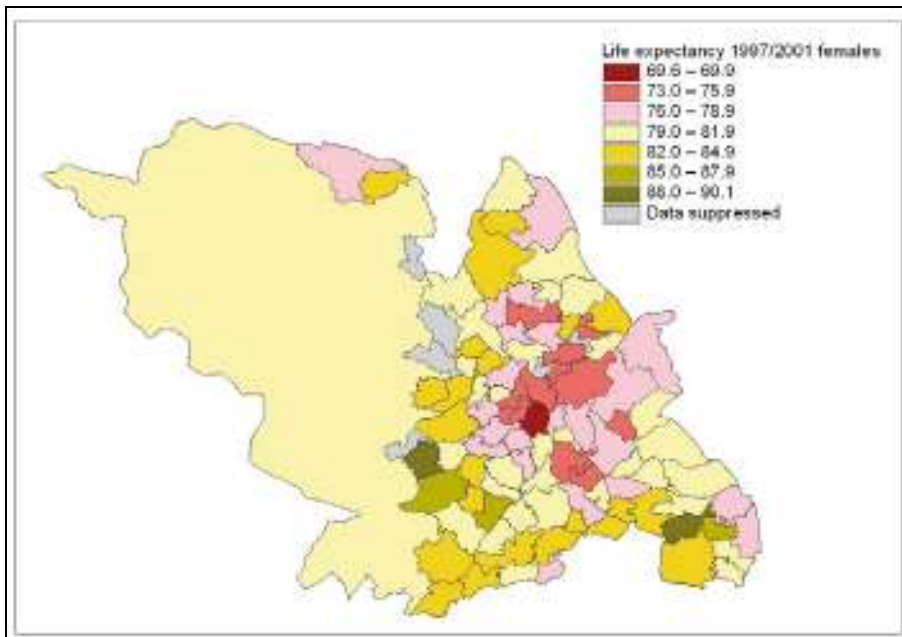 Life expectancy 1997/2001 females
69.6 – 69.9
73.0 – 75.9
76.0 – 78.9
79.0 – 81.9
82.0 – 84.9
85.0 – 87.9
88.0 – 90.1
Data suppressed